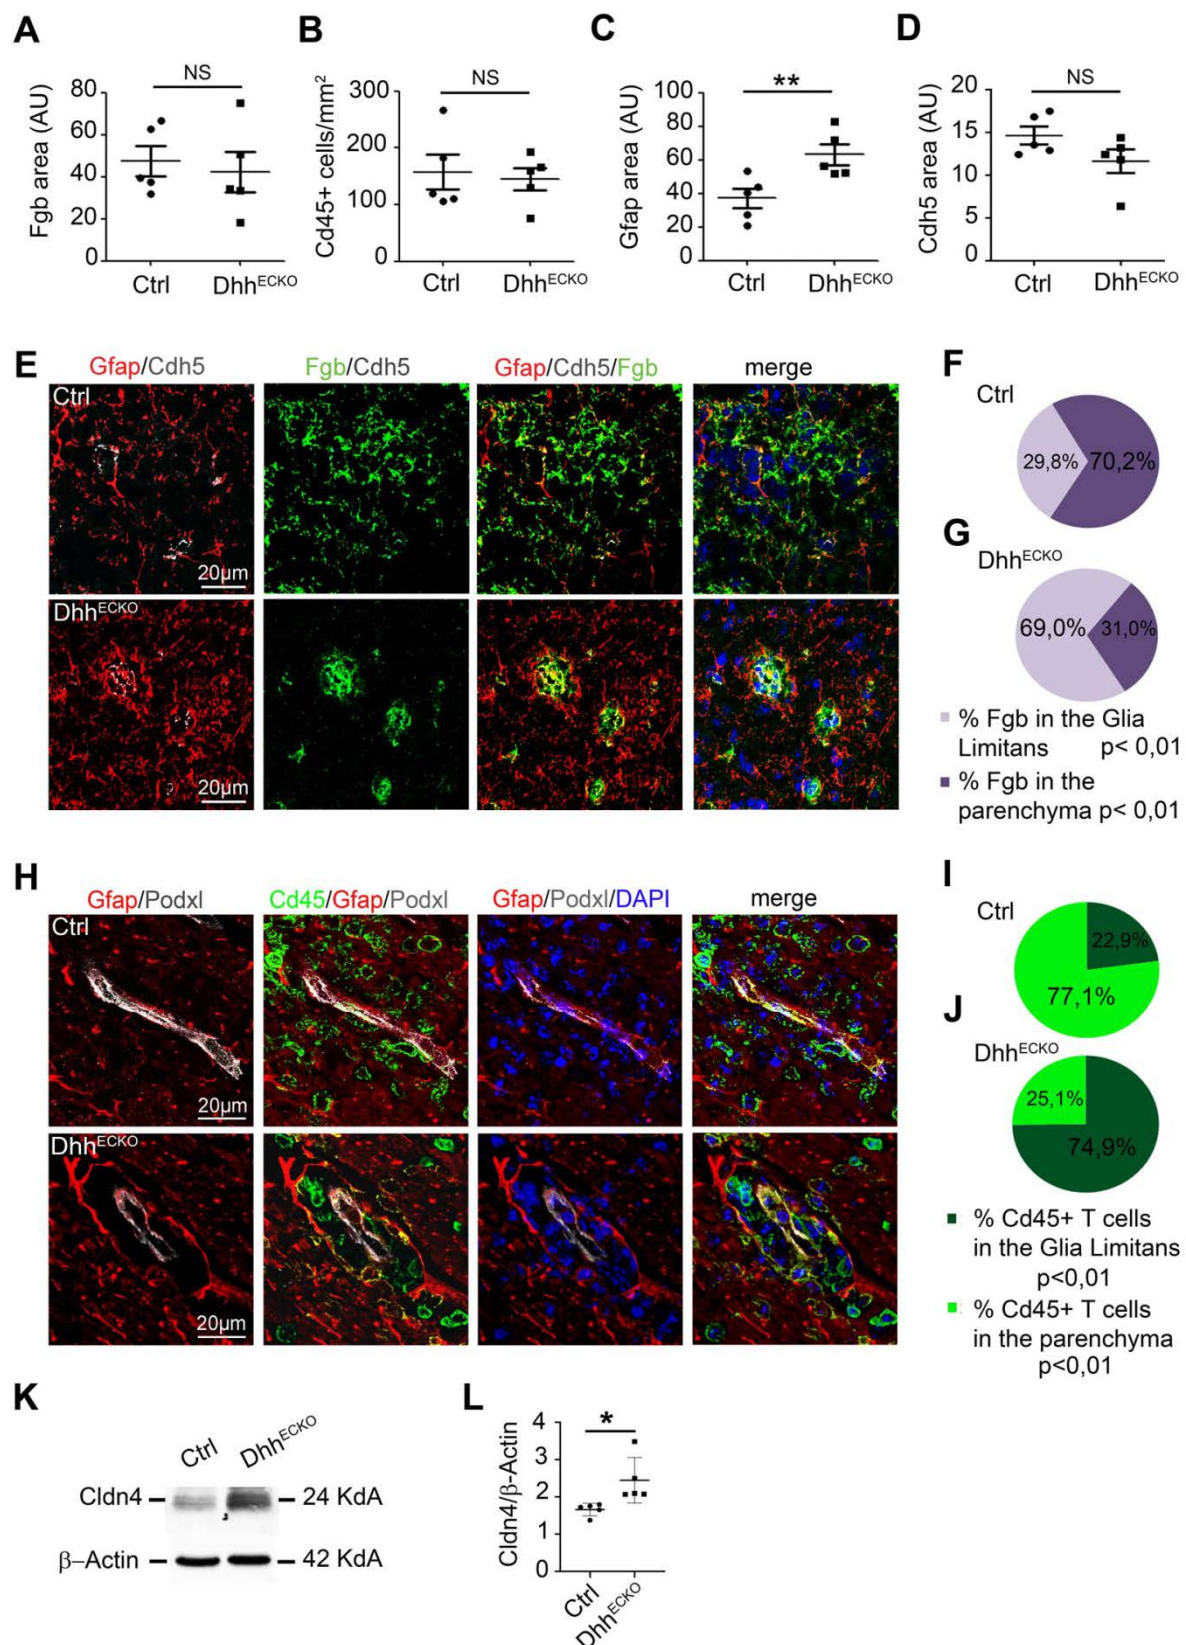 A
Fgb area (AU)
80
60
40
20
0
NS
Ctrl
Dhh^ECKO
B
Cd45+ cells/mm²
300
200
100
0
NS
Ctrl
Dhh^ECKO
C
Gfap area (AU)
100
80
60
40
20
0
**
Ctrl
Dhh^ECKO
D
Cdh5 area (AU)
20
15
10
5
0
NS
Ctrl
Dhh^ECKO
E
Gfap/Cdh5
Fgb/Cdh5
Gfap/Cdh5/Fgb
merge
Ctrl
20µm
Dhh^ECKO
20µm
F
Ctrl
29,8%
70,2%
G
Dhh^ECKO
69,0%
31,0%
% Fgb in the Glia
Limitans p< 0,01
% Fgb in the
parenchyma p< 0,01
H
Gfap/Podxl
Cd45/Gfap/Podxl
Gfap/Podxl/DAPI
merge
Ctrl
20µm
Dhh^ECKO
20µm
I
Ctrl
22,9%
77,1%
J
Dhh^ECKO
25,1%
74,9%
% Cd45+ T cells
in the Glia Limitans
p<0,01
% Cd45+ T cells
in the parenchyma
p<0,01
K
Ctrl
Dhh^ECKO
Cldn4
24 KdA
β–Actin
42 KdA
L
Cldn4/β-Actin
4
3
2
1
0
*
Ctrl
Dhh^ECKO